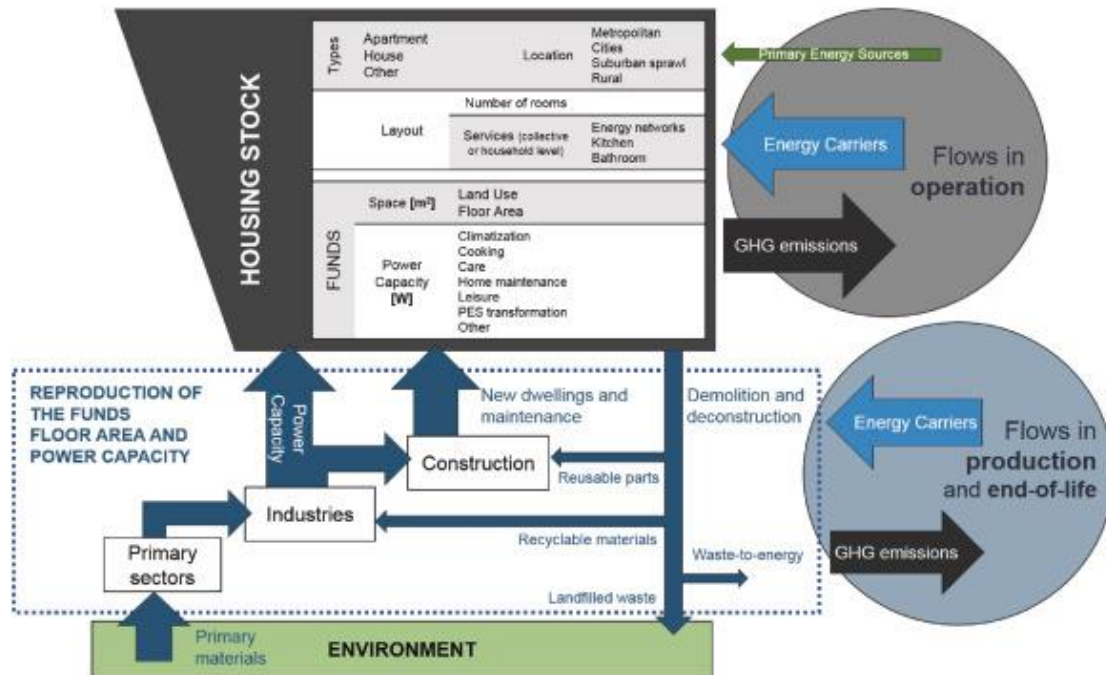 HOUSING STOCK
Types
Apartment
House
Other
Location
Metropolitan
Cities
Suburban sprawl
Rural
Layout
Number of rooms
Services (collective
or household level)
Energy networks
Kitchen
Bathroom
FUNDS
Space [m²]
Land Use
Floor Area
Power
Capacity
[W]
Climatization
Cooking
Care
Home maintenance
Leisure
PES transformation
Other
Primary Energy Sources
Energy Carriers
GHG emissions
Flows in
operation
REPRODUCTION OF
THE FUNDS
FLOOR AREA AND
POWER CAPACITY
Power
Capacity
New dwellings and
maintenance
Demolition and
deconstruction
Construction
Reusable parts
Industries
Recyclable materials
Primary
sectors
Waste-to-energy
Landfilled waste
Energy Carriers
GHG emissions
Flows in
production
and end-of-life
Primary
materials
ENVIRONMENT